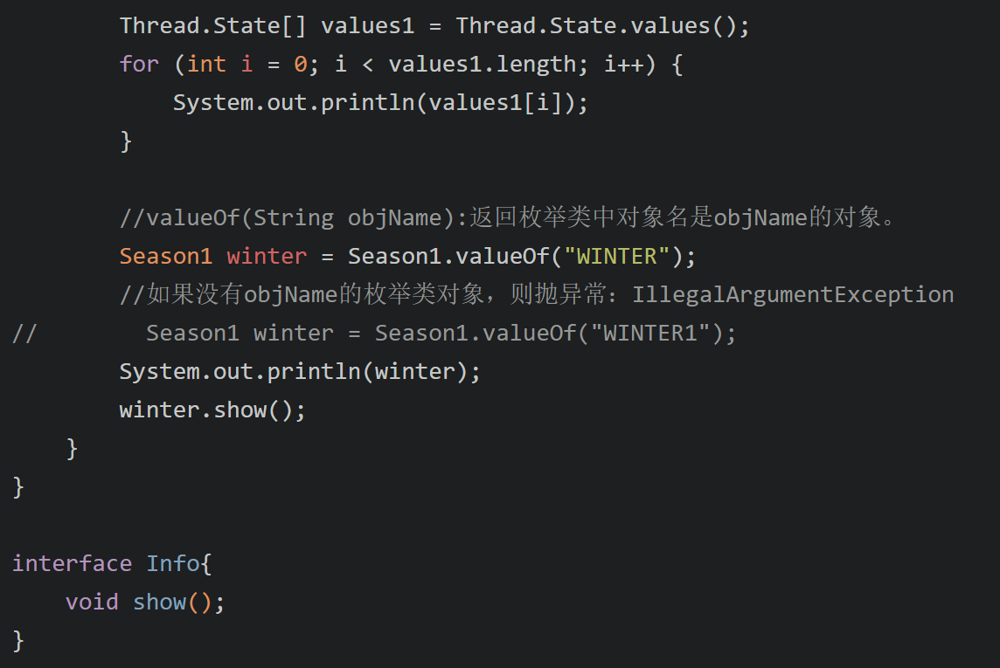 Thread.State[] values1 = Thread.State.values();
for (int i = 0; i < values1.length; i++) {
System.out.println(values1[i]);
}
//valueOf(String objName):返回枚举类中对象名是objName的对象。
Season1 winter = Season1.valueOf("WINTER");
//如果没有objName的枚举类对象，则抛异常：IllegalArgumentException
//        Season1 winter = Season1.valueOf("WINTER1");
System.out.println(winter);
winter.show();
}
}
interface Info{
void show();
}